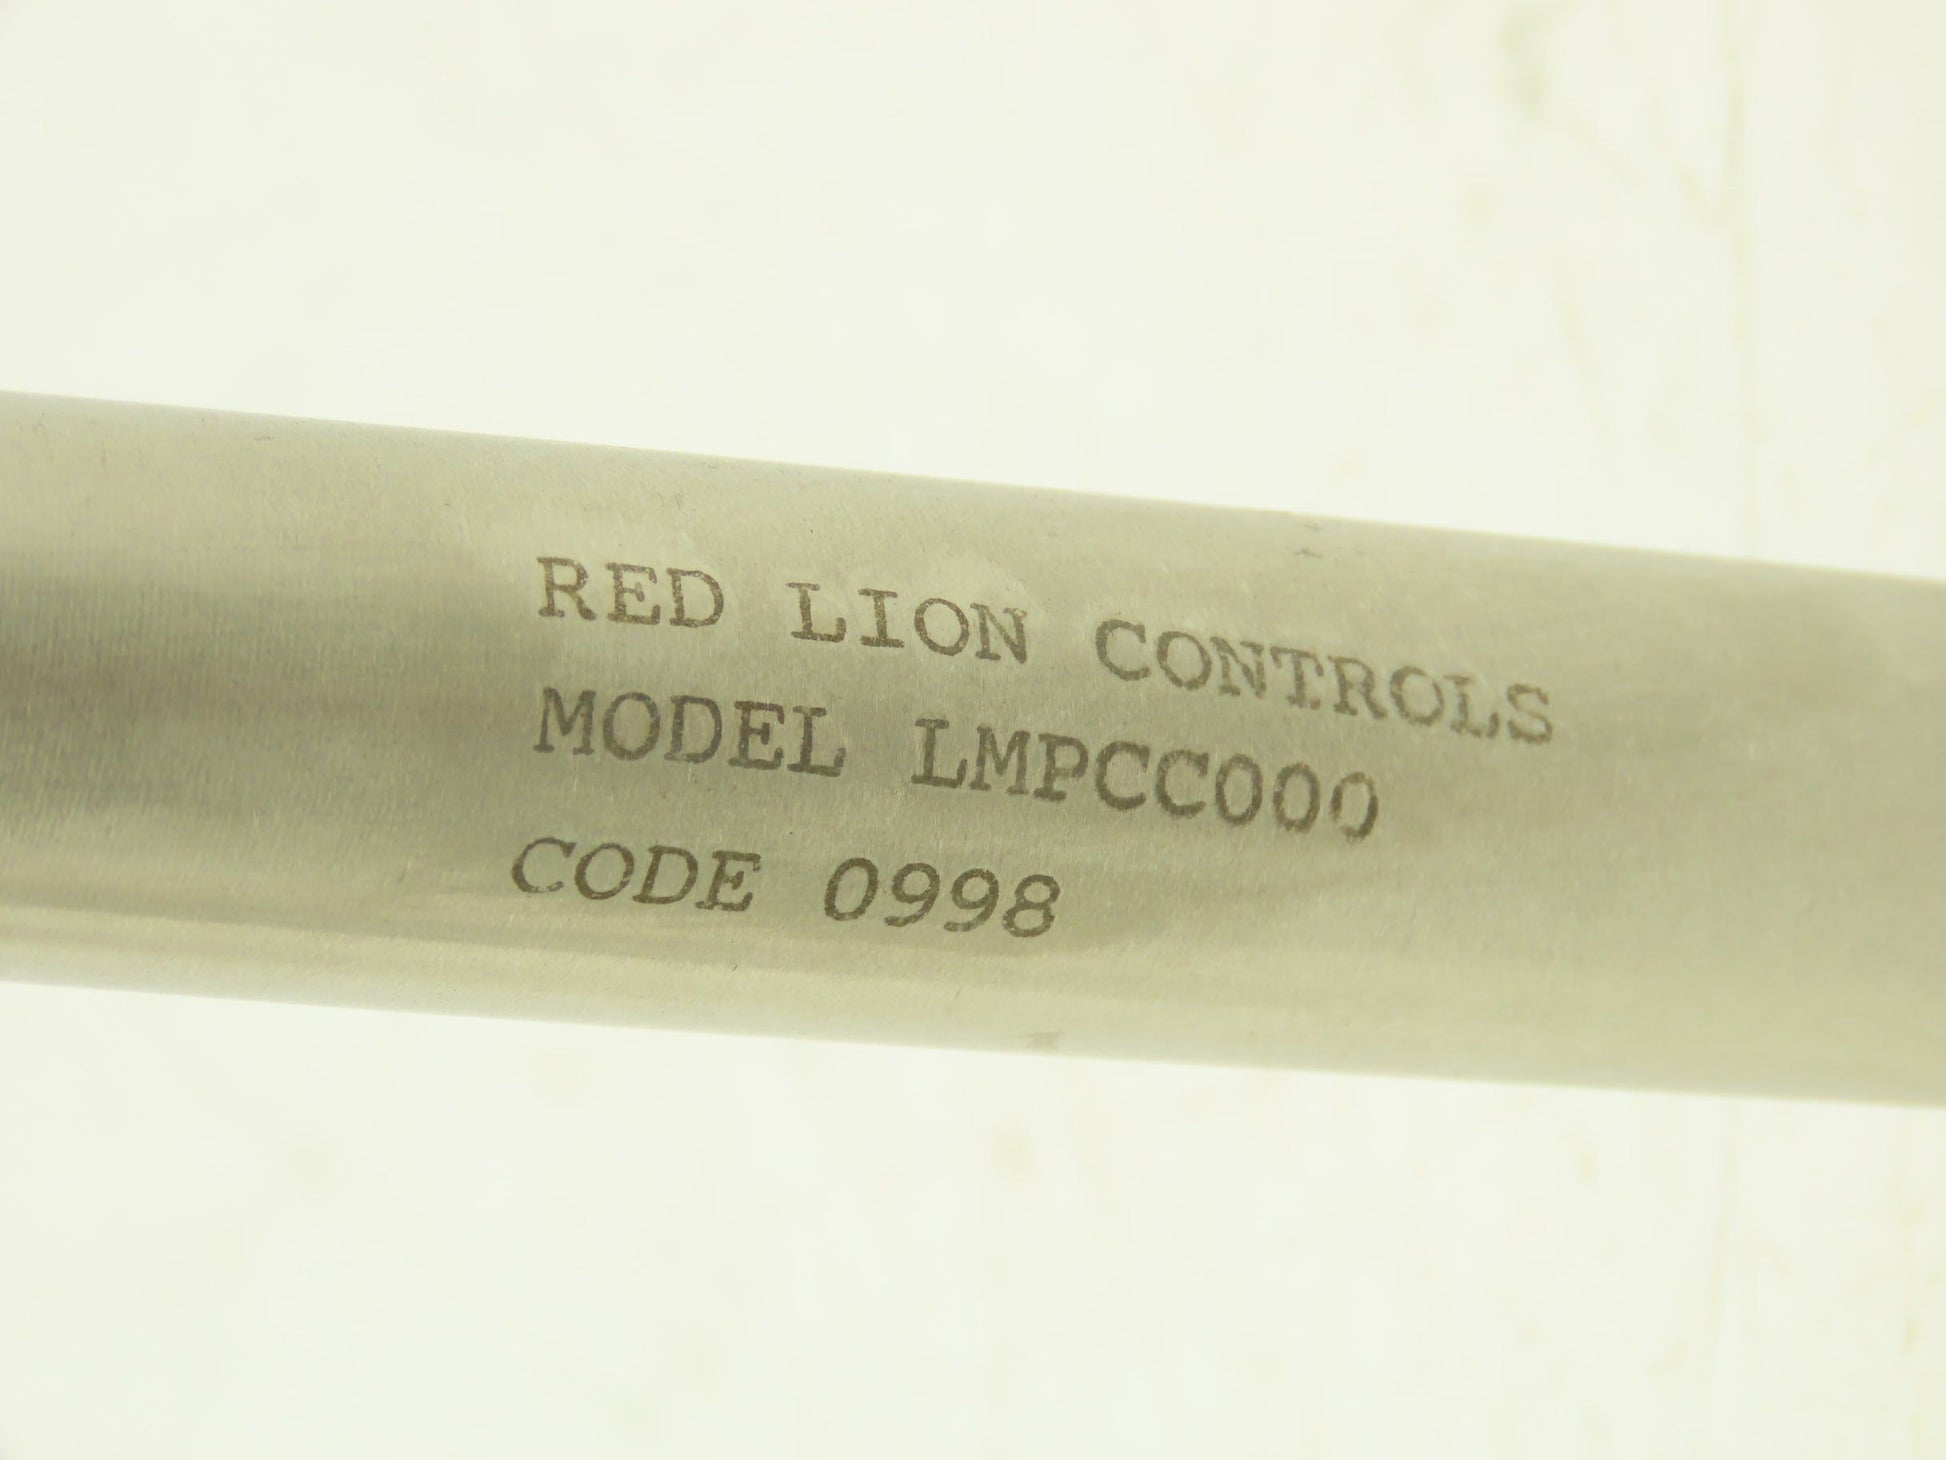 RED LION CONTROLS
MODEL LMPCC000
CODE 0998